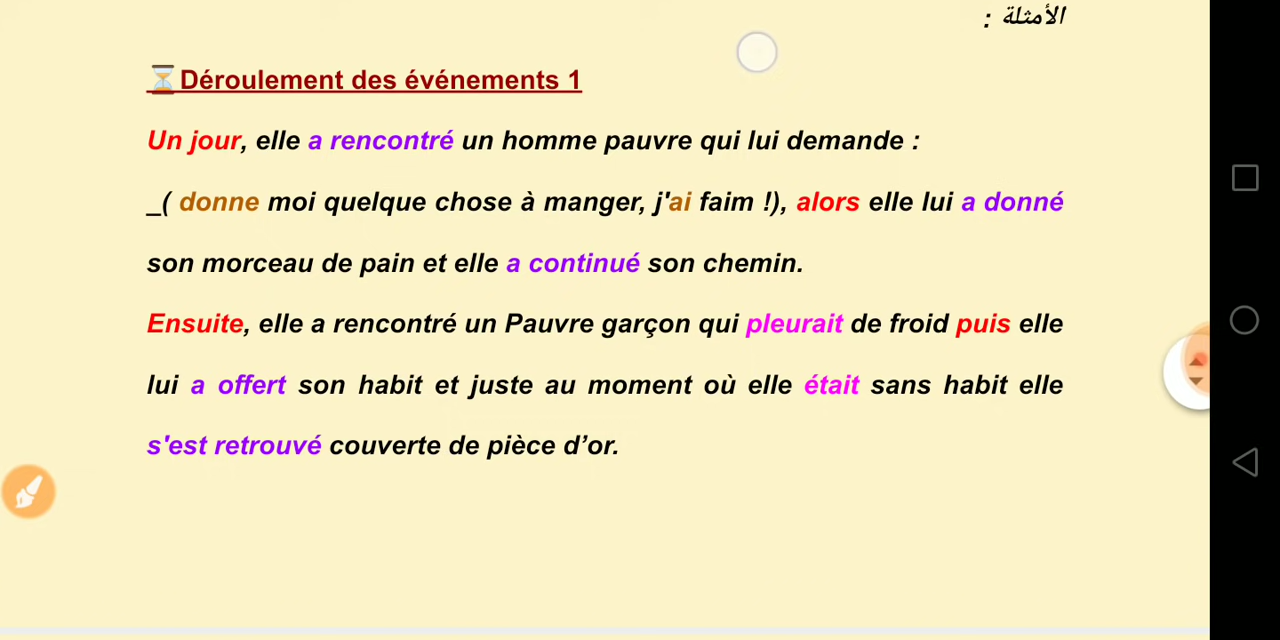 الأمثلة :
⏳Déroulement des événements 1
Un jour, elle a rencontré un homme pauvre qui lui demande :
_( donne moi quelque chose à manger, j'ai faim !), alors elle lui a donné
son morceau de pain et elle a continué son chemin.
Ensuite, elle a rencontré un Pauvre garçon qui pleurait de froid puis elle
lui a offert son habit et juste au moment où elle était sans habit elle
s'est retrouvé couverte de pièce d’or.